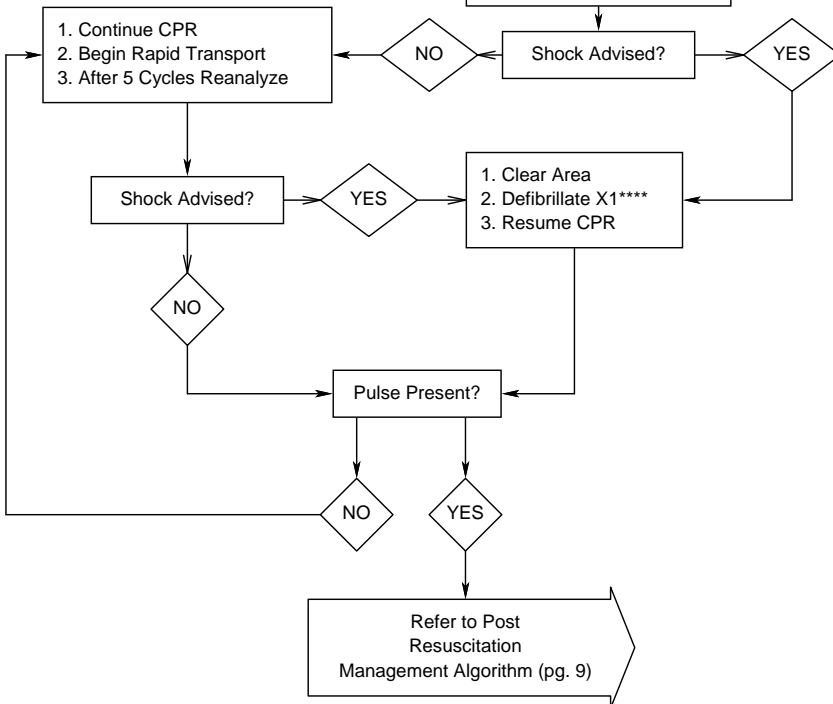 1. Continue CPR
2. Begin Rapid Transport
3. After 5 Cycles Reanalyze
NO
Shock Advised?
YES
Shock Advised?
YES
1. Clear Area
2. Defibrillate X1****
3. Resume CPR
NO
Pulse Present?
NO
YES
Refer to Post
Resuscitation
Management Algorithm (pg. 9)